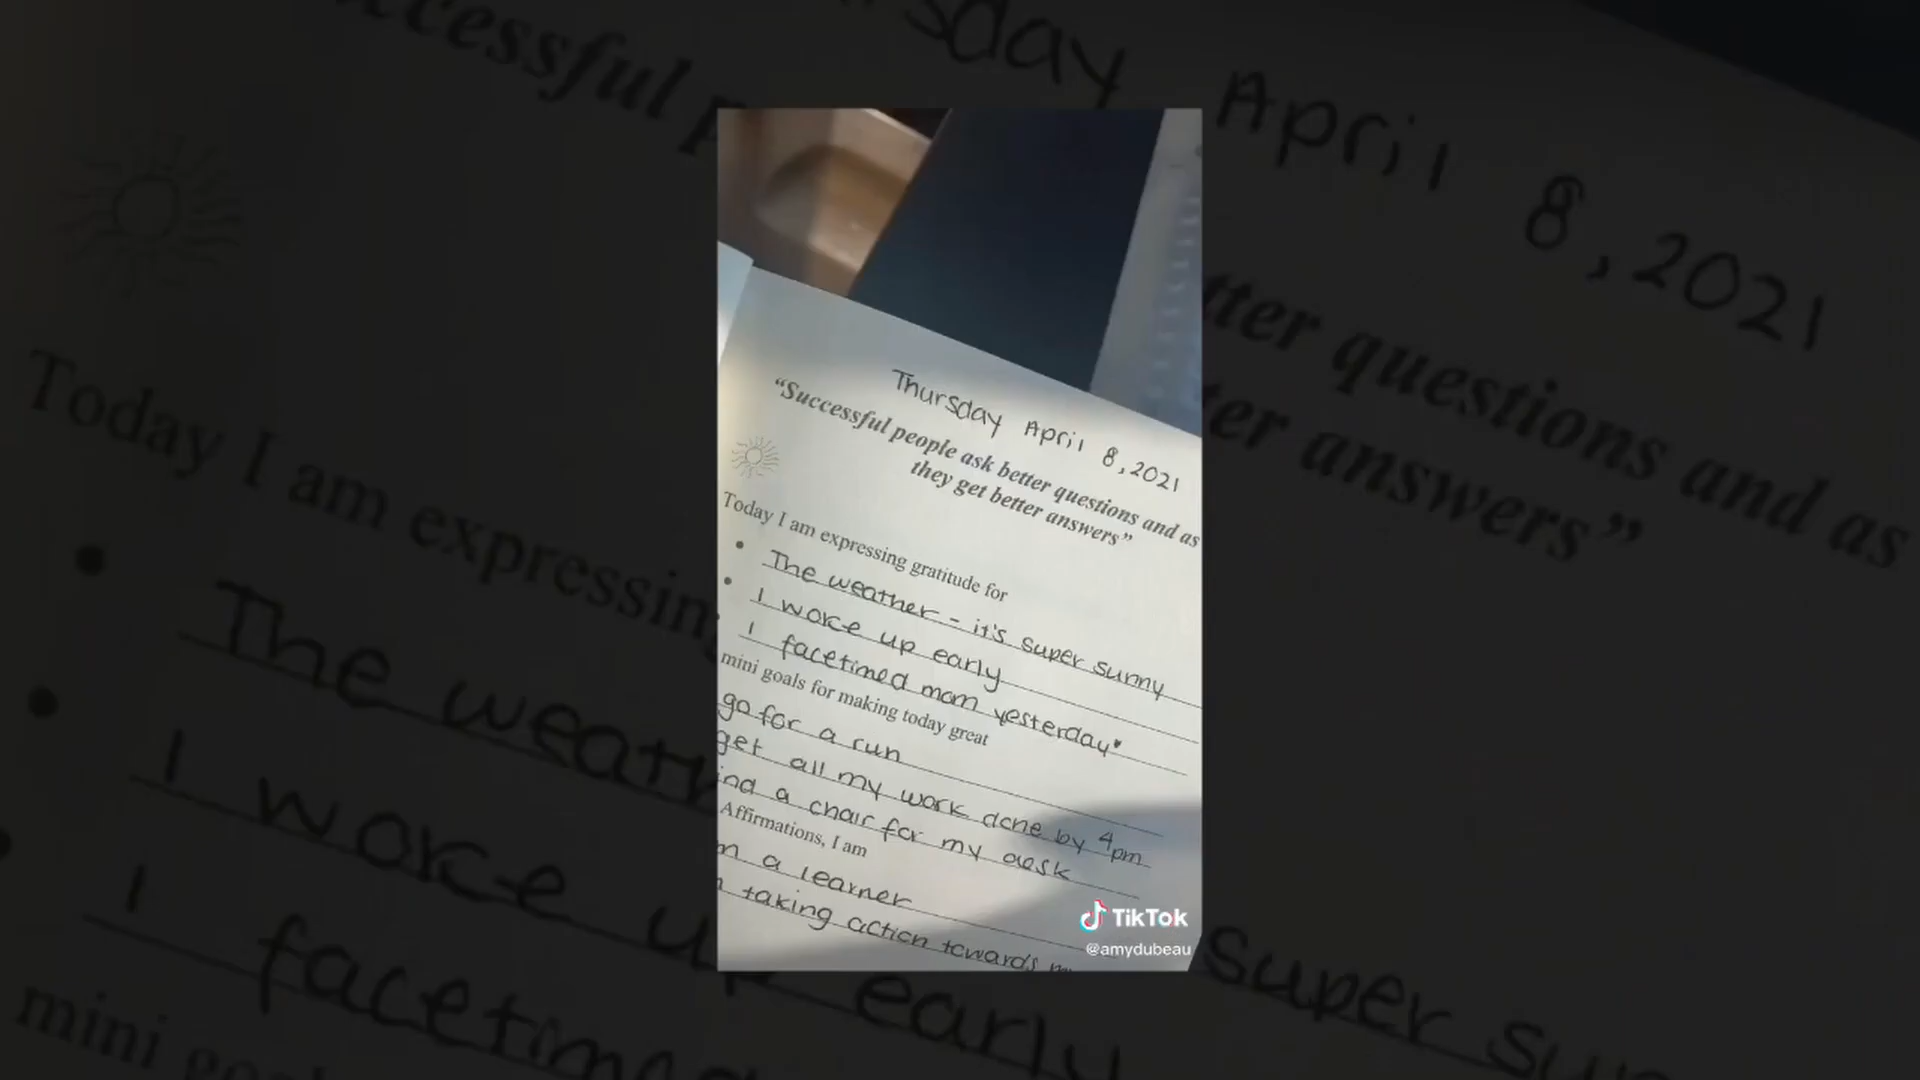 Thursday April 8, 2021
“Successful people ask better questions and as
they get better answers”
Today I am expressing gratitude for
The weather - it's super sunny
I woke up early
I facetimed mom yesterday
mini goals for making today great
go for a run
get all my work done by 4pm
ind a chair for my desk
Affirmations, I am
a learner
taking action towards
TikTok
@amydubeau